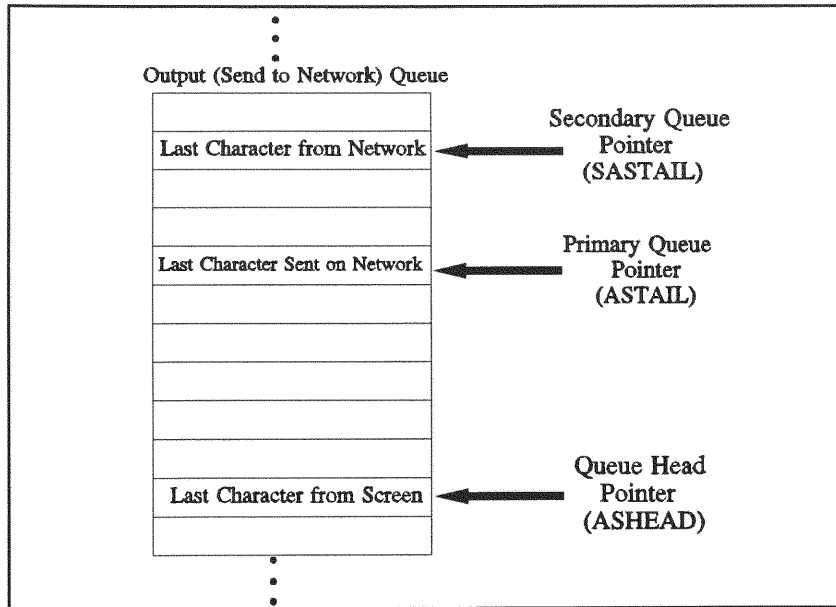 Output (Send to Network) Queue
Last Character from Network
Secondary Queue
Pointer
(SASTAIL)
Last Character Sent on Network
Primary Queue
Pointer
(ASTAIL)
Last Character from Screen
Queue Head
Pointer
(ASHEAD)